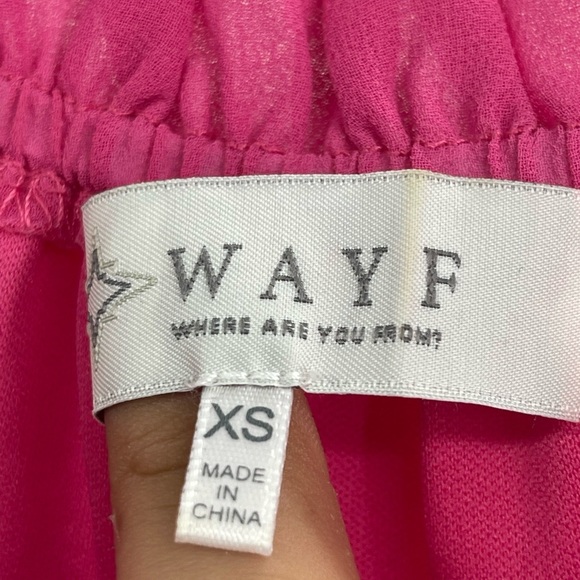 WAYF
WHERE ARE YOU FROM?
XS
MADE
IN
CHINA